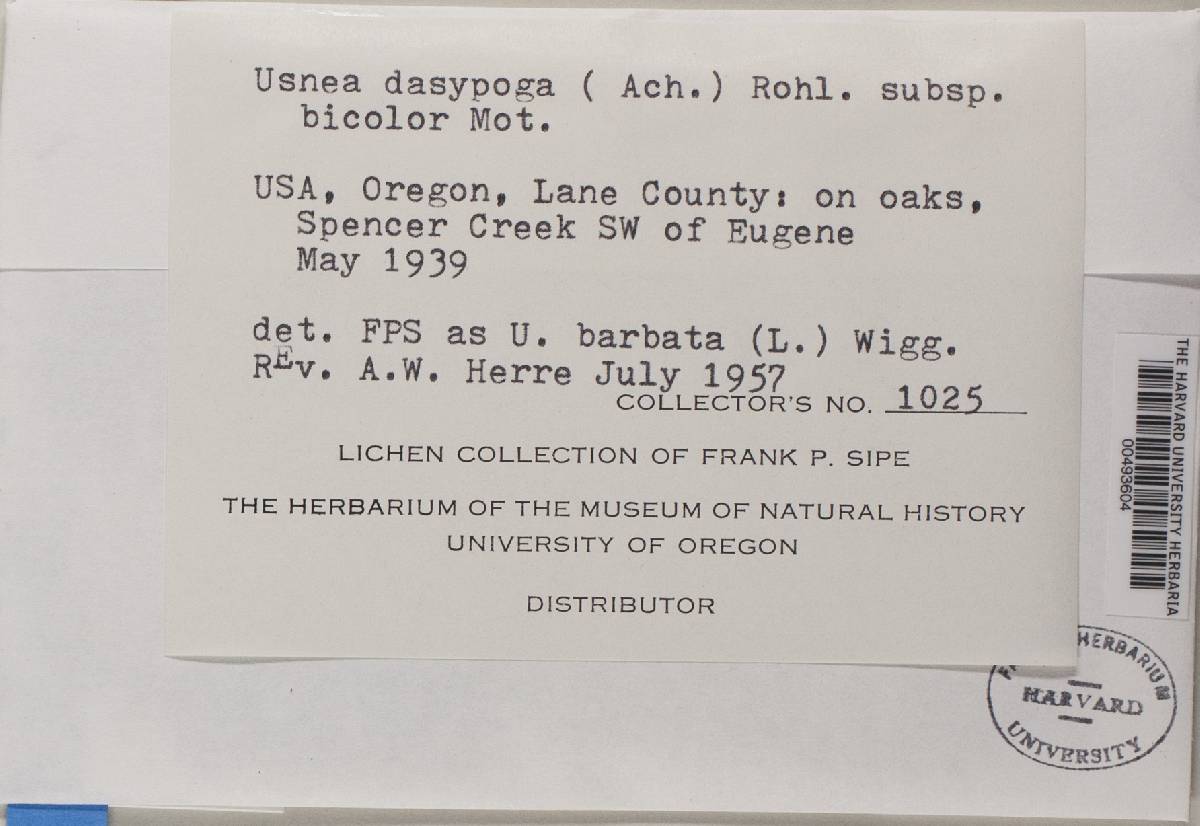 Usnea dasypoga ( Ach.) Rohl. subsp.
bicolor Mot.
USA, Oregon, Lane County: on oaks,
Spencer Creek SW of Eugene
May 1939
det. FPS as U. barbata (L.) Wigg.
REv. A.W. Herre July 1957
COLLECTOR'S NO. 1025
LICHEN COLLECTION OF FRANK P. SIPE
THE HERBARIUM OF THE MUSEUM OF NATURAL HISTORY
UNIVERSITY OF OREGON
DISTRIBUTOR
THE HARVARD UNIVERSITY HERBARIA
00493604
HERBARIUM
HARVARD
UNIVERSITY